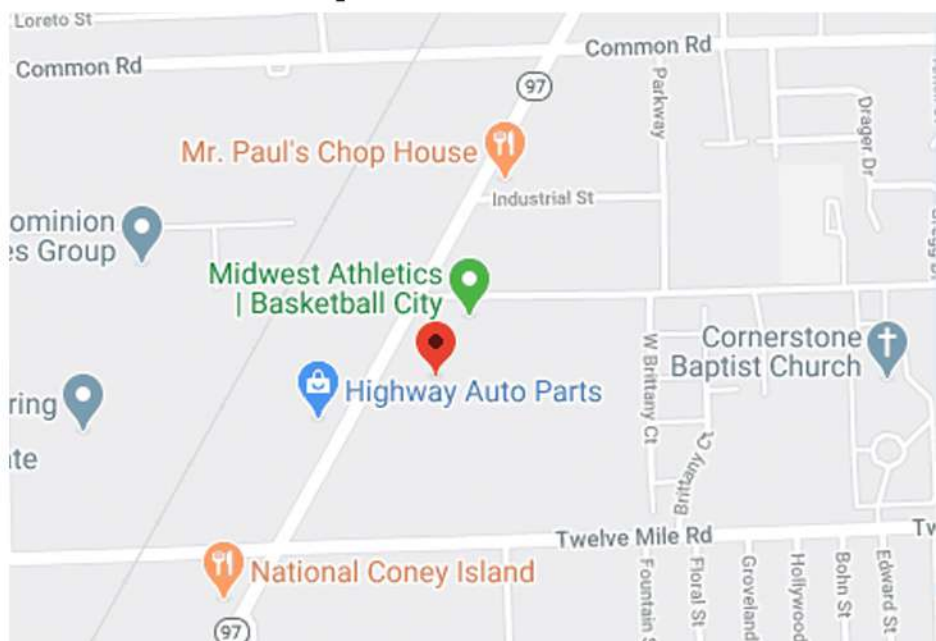 Loreto St
Common Rd
Common Rd
97
Parkway
Drager Dr
Mr. Paul's Chop House
Industrial St
ominion
es Group
Midwest Athletics
| Basketball City
Cornerstone
Baptist Church
W Brittany Ct
Highway Auto Parts
ring
te
Brittany Ct
Twelve Mile Rd
Tw
National Coney Island
Fountain S
Floral St
Groveland
Hollywood
Bohn St
Edward St
97